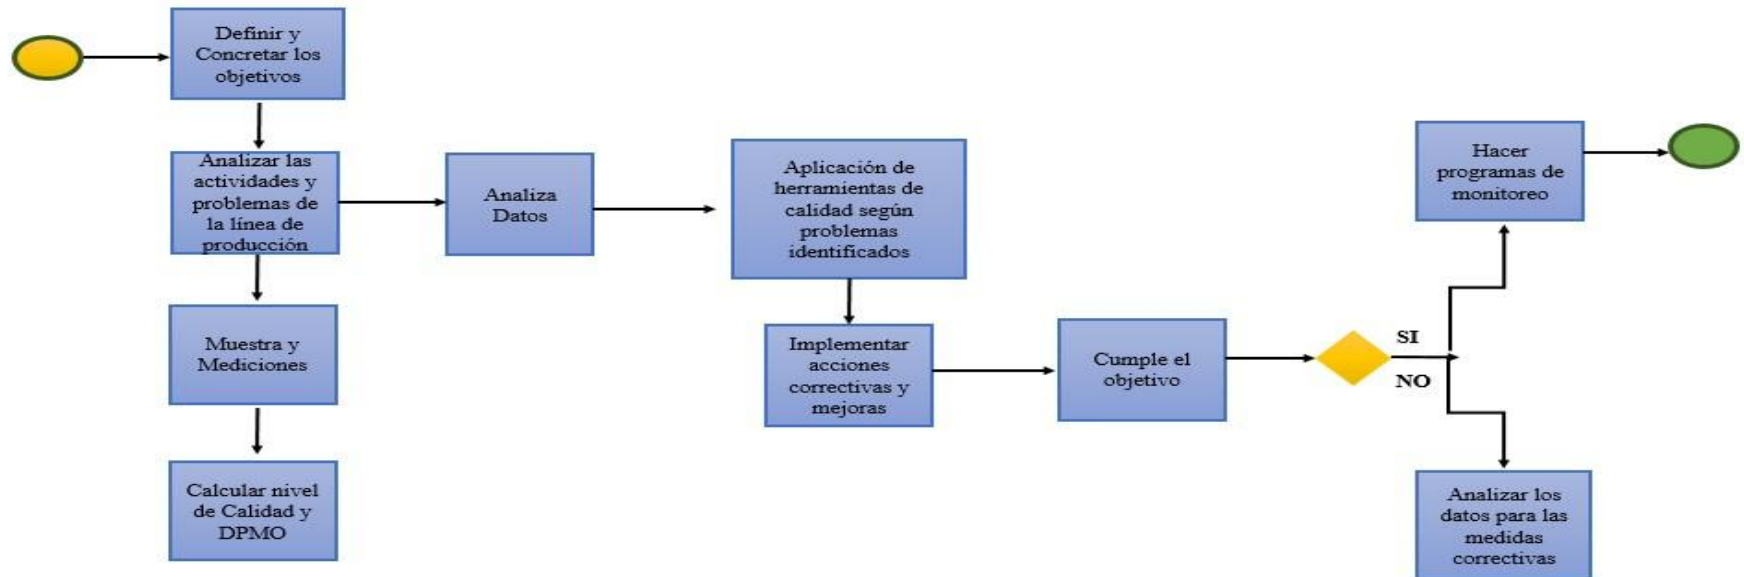 Definir y
Concretar los
objetivos
Analizar las
actividades y
problemas de
la línea de
producción
Analiza
Datos
Aplicación de
herramientas de
calidad según
problemas
identificados
Hacer
programas de
monitoreo
Muestra y
Mediciones
Implementar
acciones
correctivas y
mejoras
Cumple el
objetivo
SI
NO
Calcular nivel
de Calidad y
DPMO
Analizar los
datos para las
medidas
correctivas